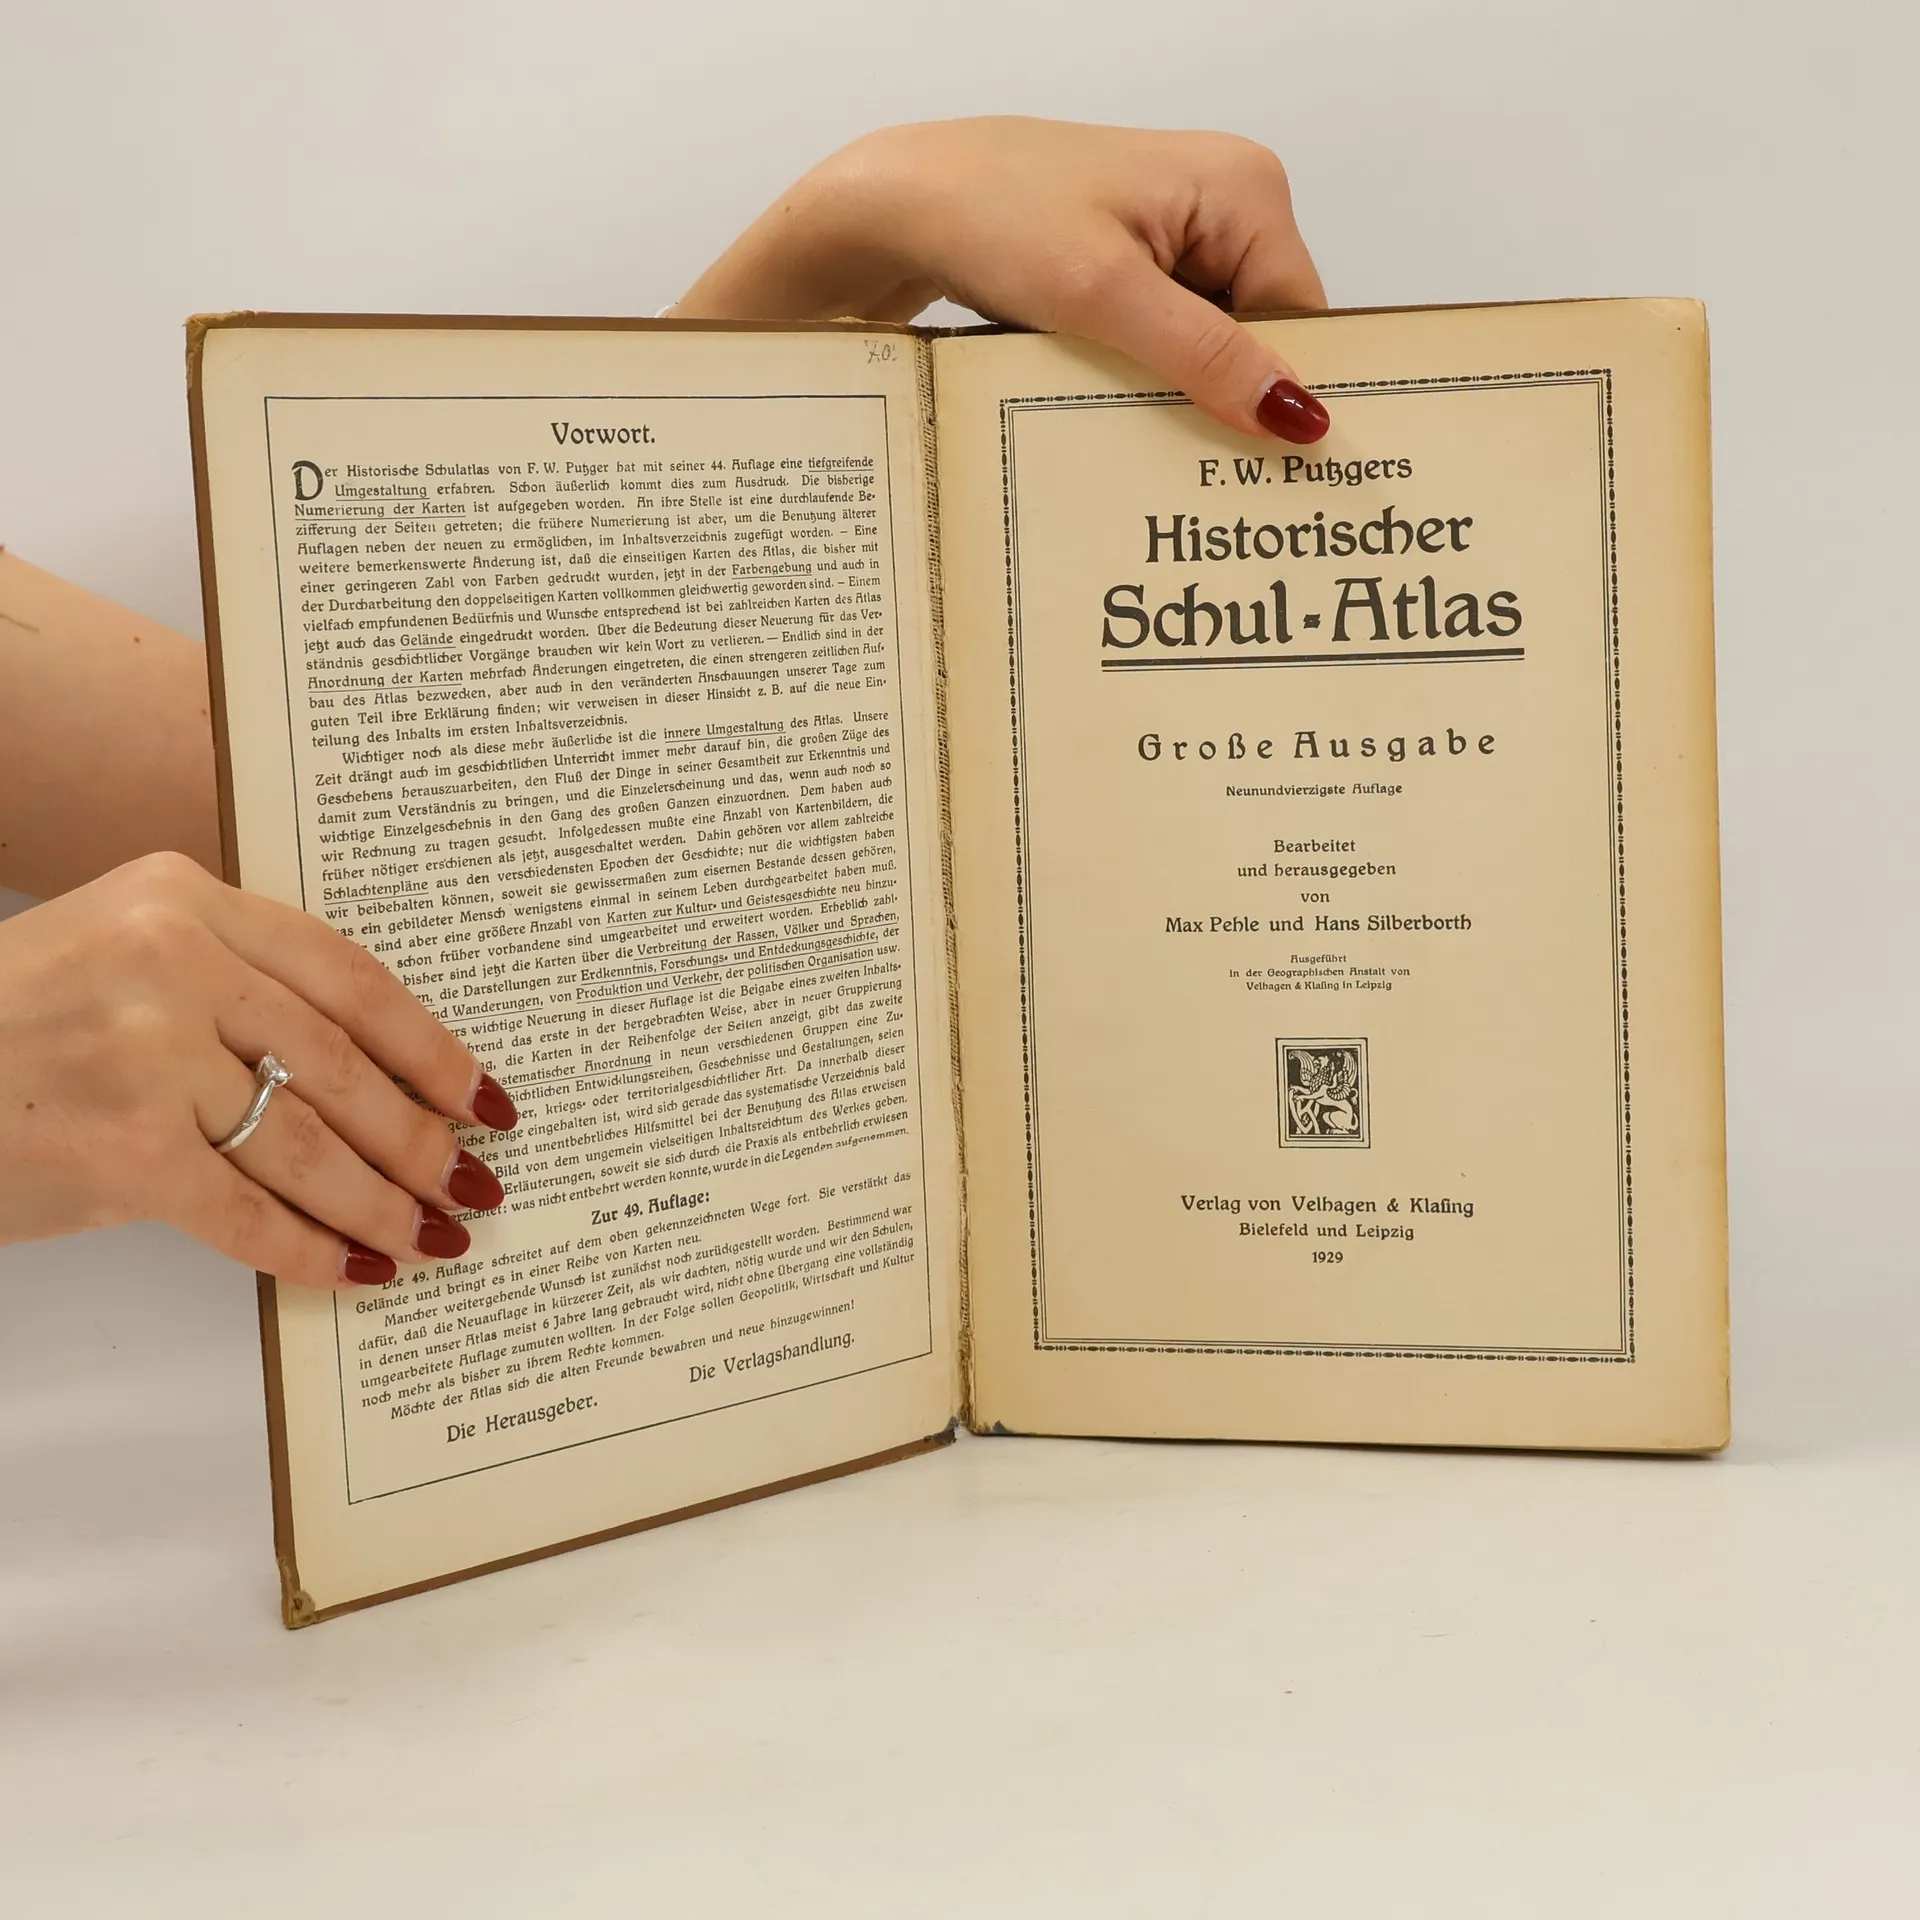 Vorwort.
Der Historische Schulatlas von F. W. Putzger hat mit seiner 44. Auflage eine tiefgreifende
Umgestaltung erfahren. Schon äußerlich kommt dies zum Ausdruck. Die bisherige
Numerierung der Karten ist aufgegeben worden. An ihre Stelle ist eine durchlaufende Be-
zifferung der Seiten getreten; die frühere Numerierung ist aber, um die Benutzung älterer
Auflagen neben der neuen zu ermöglichen, im Inhaltsverzeichnis zugefügt worden. – Eine
weitere bemerkenswerte Änderung ist, daß die einseitigen Karten des Atlas, die bisher mit
einer geringeren Zahl von Farben gedruckt wurden, jetzt in der Farbengebung und auch in
der Durcharbeitung den doppelseitigen Karten vollkommen gleichwertig geworden sind. – Einem
vielfach empfundenen Bedürfnis und Wunsche entsprechend ist bei zahlreichen Karten des Atlas
jetzt auch das Gelände eingedruckt worden. Über die Bedeutung dieser Neuerung für das Ver-
ständnis geschichtlicher Vorgänge brauchen wir kein Wort zu verlieren. — Endlich sind in der
Anordnung der Karten mehrfach Änderungen eingetreten, die einen strengeren zeitlichen Auf-
bau des Atlas bezwecken, aber auch in den veränderten Anschauungen unserer Tage zum
guten Teil ihre Erklärung finden; wir verweisen in dieser Hinsicht z. B. auf die neue Ein-
teilung des Inhalts im ersten Inhaltsverzeichnis.
Wichtiger noch als diese mehr äußerliche ist die innere Umgestaltung des Atlas. Unsere
Zeit drängt auch im geschichtlichen Unterricht immer mehr darauf hin, die großen Züge des
Geschehens herauszuarbeiten, den Fluß der Dinge in seiner Gesamtheit zur Erkenntnis und
damit zum Verständnis zu bringen, und die Einzelerscheinung und das, wenn auch noch so
wichtige Einzelgeschehnis in den Gang des großen Ganzen einzuordnen. Dem haben auch
wir Rechnung zu tragen gesucht. Infolgedessen mußte eine Anzahl von Kartenbildern, die
früher nötiger erschienen als jetzt, ausgeschaltet werden. Dahin gehören vor allem zahlreiche
Schlachtenpläne aus den verschiedensten Epochen der Geschichte; nur die wichtigsten haben
wir beibehalten können, soweit sie gewissermaßen zum eisernen Bestande dessen gehören,
was ein gebildeter Mensch wenigstens einmal in seinem Leben durchgearbeitet haben muß.
sind aber eine größere Anzahl von Karten zur Kultur- und Geistesgeschichte neu hinzu-
schon früher vorhandene sind umgearbeitet und erweitert worden. Erheblich zahl-
bisher sind jetzt die Karten über die Verbreitung der Rassen, Völker und Sprachen,
die Darstellungen zur Erdkenntnis, Forschungs- und Entdeckungsgeschichte, der
und Wanderungen, von Produktion und Verkehr, der politischen Organisation usw.
wichtige Neuerung in dieser Auflage ist die Beigabe eines zweiten Inhalts-
das erste in der hergebrachten Weise, aber in neuer Gruppierung
die Karten in der Reihenfolge der Seiten anzeigt, gibt das zweite
systematischer Anordnung in neun verschiedenen Gruppen eine Zu-
Entwicklungsreihen, Geschehnisse und Gestaltungen, seien
kriegs- oder territorialgeschichtlicher Art. Da innerhalb dieser
Folge eingehalten ist, wird sich gerade das systematische Verzeichnis bald
und unentbehrliches Hilfsmittel bei der Benutzung des Atlas erweisen
Bild von dem ungemein vielseitigen Inhaltsreichtum des Werkes geben.
Erläuterungen, soweit sie sich durch die Praxis als entbehrlich erwiesen
verzichtet: was nicht entbehrt werden konnte, wurde in die Legenden aufgenommen.
Zur 49. Auflage:
Die 49. Auflage schreitet auf dem oben gekennzeichneten Wege fort. Sie verstärkt das
Gelände und bringt es in einer Reihe von Karten neu.
Mancher weitergehende Wunsch ist zunächst noch zurückgestellt worden. Bestimmend war
dafür, daß die Neuauflage in kürzerer Zeit, als wir dachten, nötig wurde und wir den Schulen,
in denen unser Atlas meist 6 Jahre lang gebraucht wird, nicht ohne Übergang eine vollständig
umgearbeitete Auflage zumuten wollten. In der Folge sollen Geopolitik, Wirtschaft und Kultur
noch mehr als bisher zu ihrem Rechte kommen.
Möchte der Atlas sich die alten Freunde bewahren und neue hinzugewinnen!
Die Herausgeber. Die Verlagshandlung.
F. W. Putzgers
Historischer
Schul-Atlas
Große Ausgabe
Neunundvierzigste Auflage
Bearbeitet
und herausgegeben
von
Max Pehle und Hans Silberborth
Ausgeführt
in der Geographischen Anstalt von
Velhagen & Klasing in Leipzig
Verlag von Velhagen & Klasing
Bielefeld und Leipzig
1929